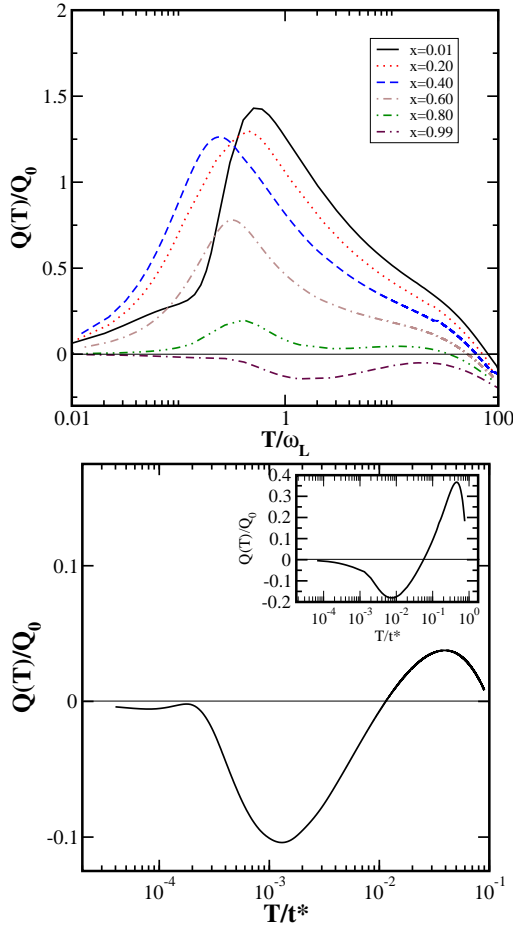 2
1.5
1
0.5
0
Q(T)/Q0
x=0.01
x=0.20
x=0.40
x=0.60
x=0.80
x=0.99
0.01 1 100
T/ωL
0.1
0
-0.1
Q(T)/Q0
0.4
0.3
0.2
0.1
0
-0.1
-0.2
Q(T)/Q0
10-4 10-3 10-2 10-1 100
T/t*
10-4 10-3 10-2 10-1
T/t*